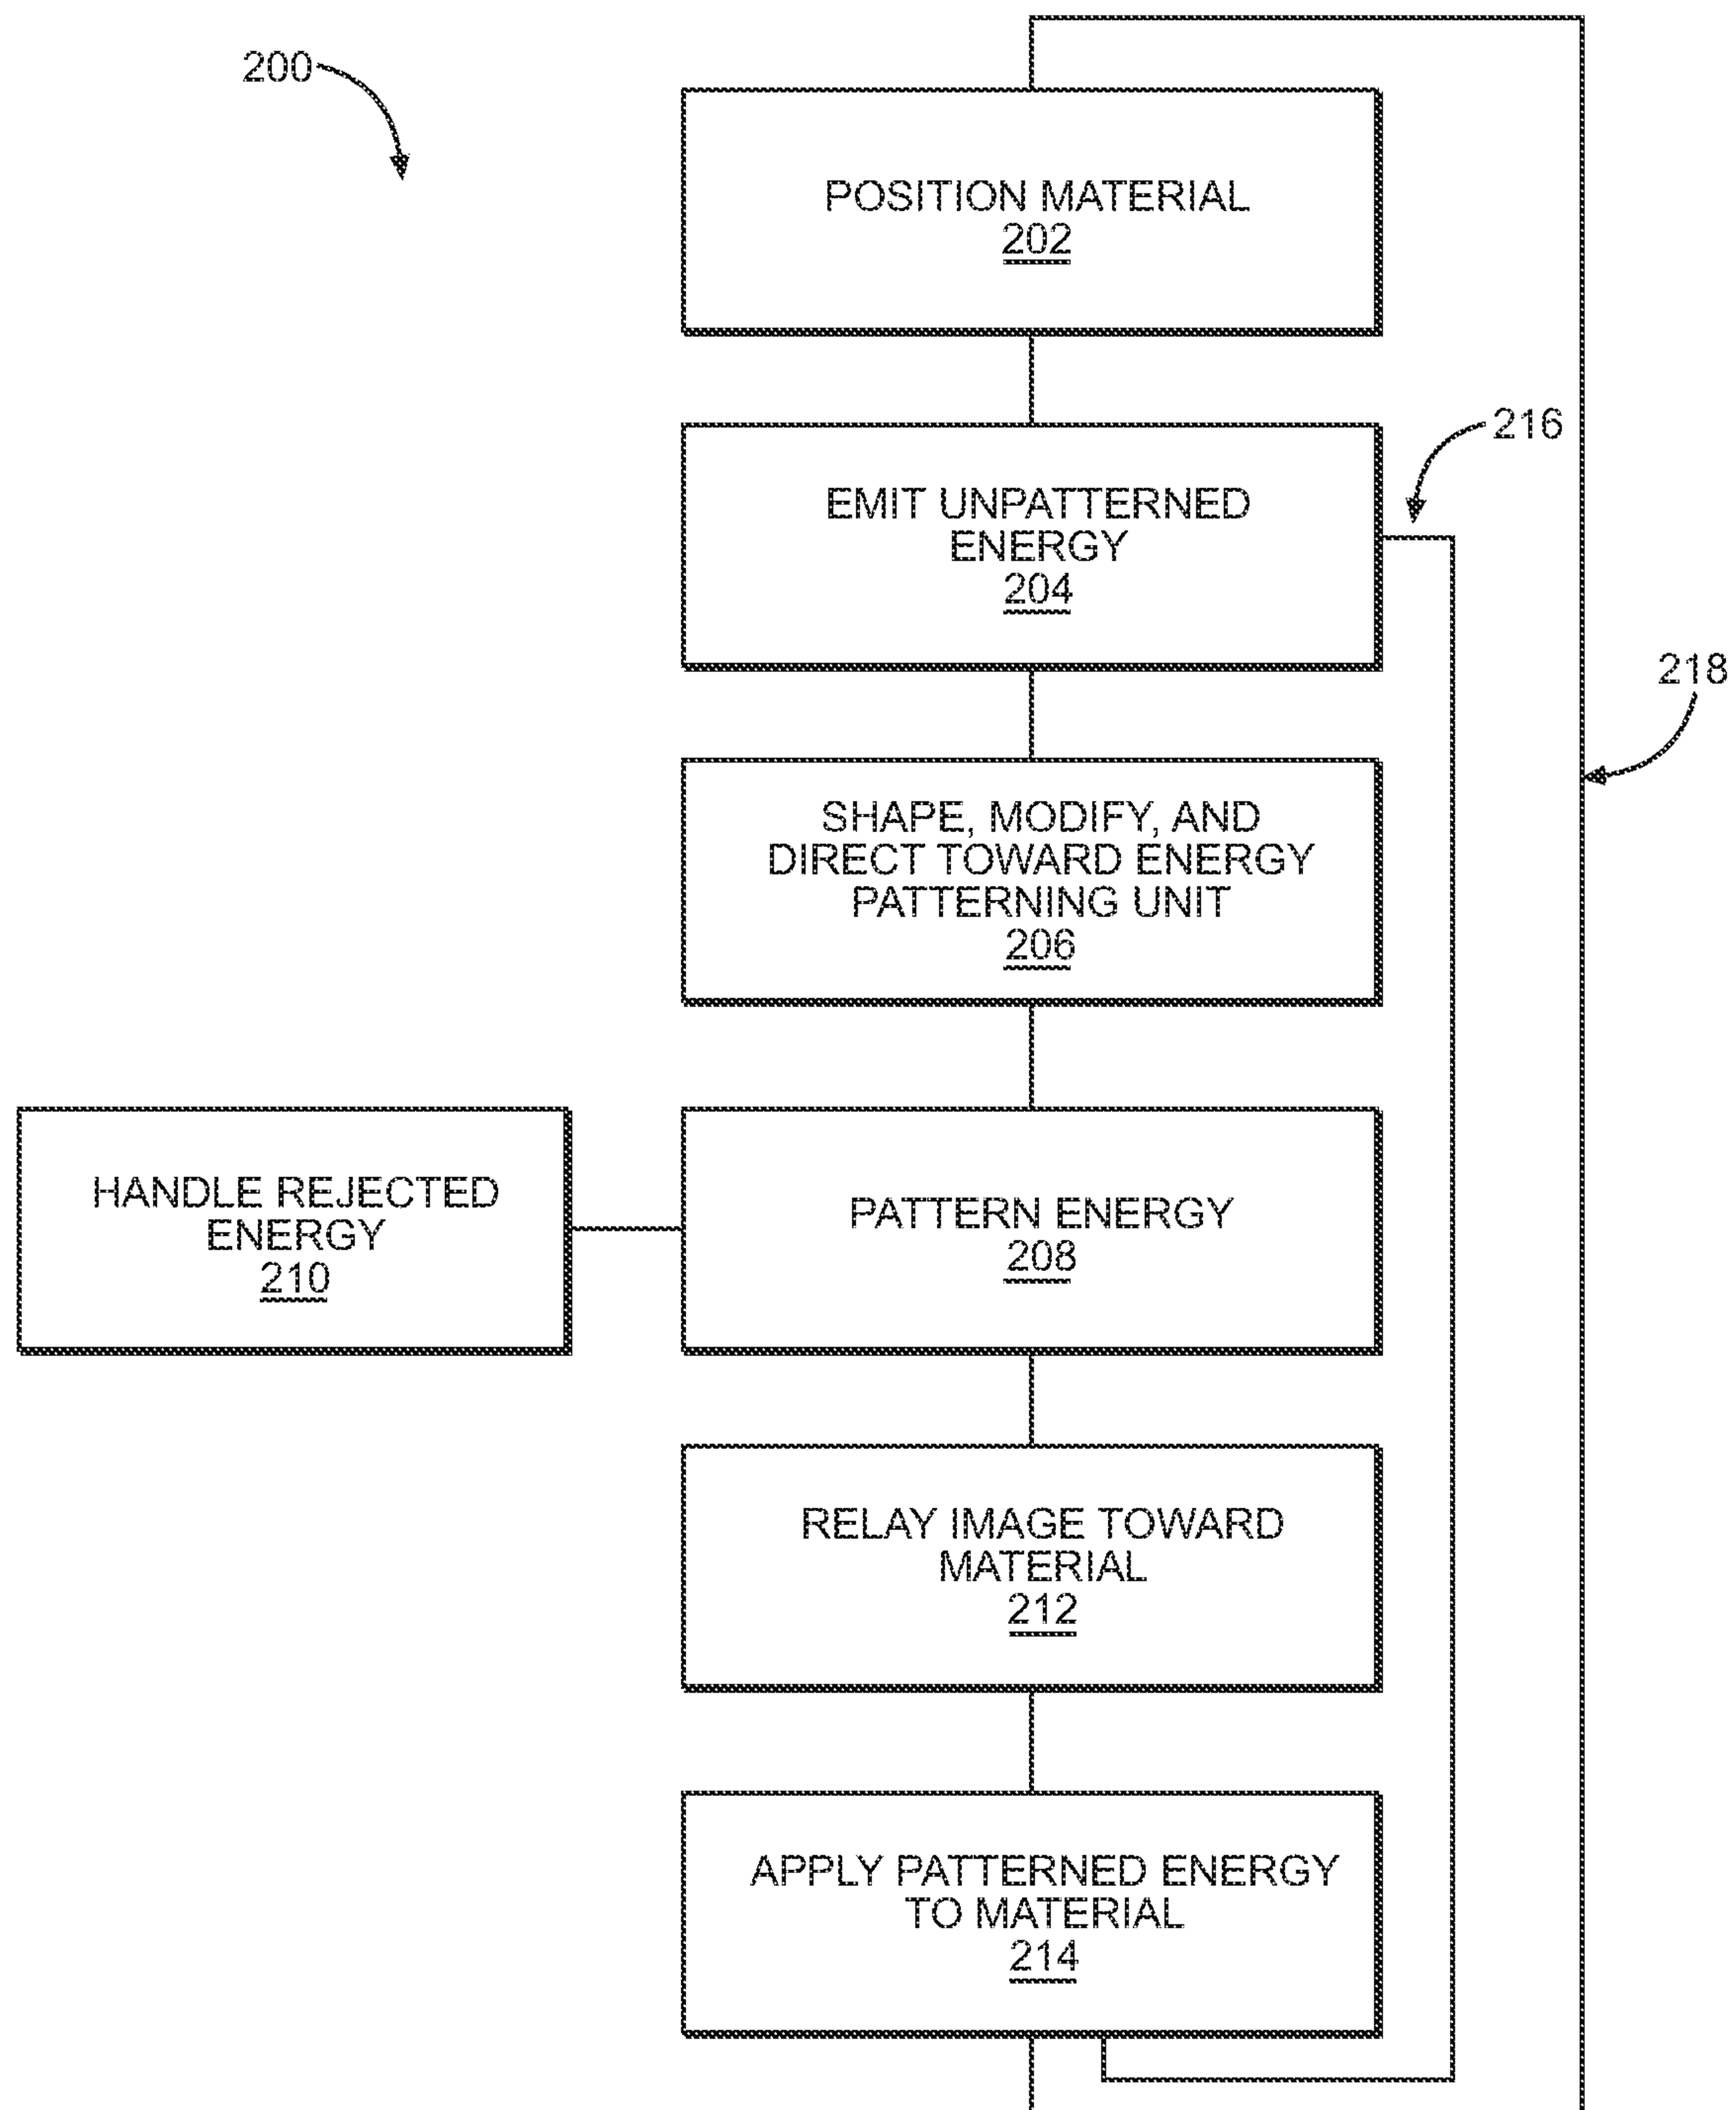 200
POSITION MATERIAL
202
EMIT UNPATTERNED
ENERGY
204
216
218
SHAPE, MODIFY, AND
DIRECT TOWARD ENERGY
PATTERNING UNIT
206
HANDLE REJECTED
ENERGY
210
PATTERN ENERGY
208
RELAY IMAGE TOWARD
MATERIAL
212
APPLY PATTERNED ENERGY
TO MATERIAL
214